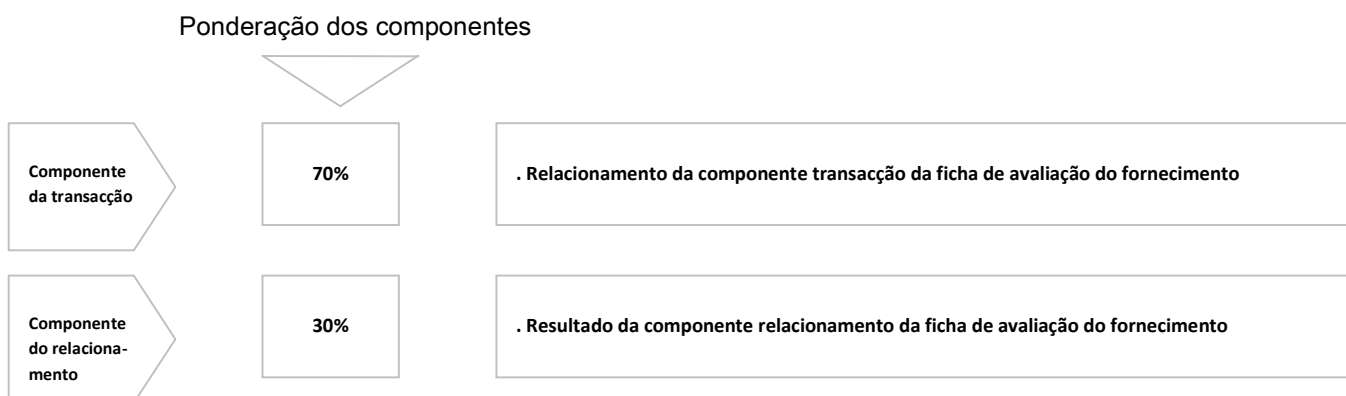 Ponderação dos componentes
Componente
da transacção
70%
. Relacionamento da componente transacção da ficha de avaliação do fornecimento
Componente
do relaciona-
mento
30%
. Resultado da componente relacionamento da ficha de avaliação do fornecimento